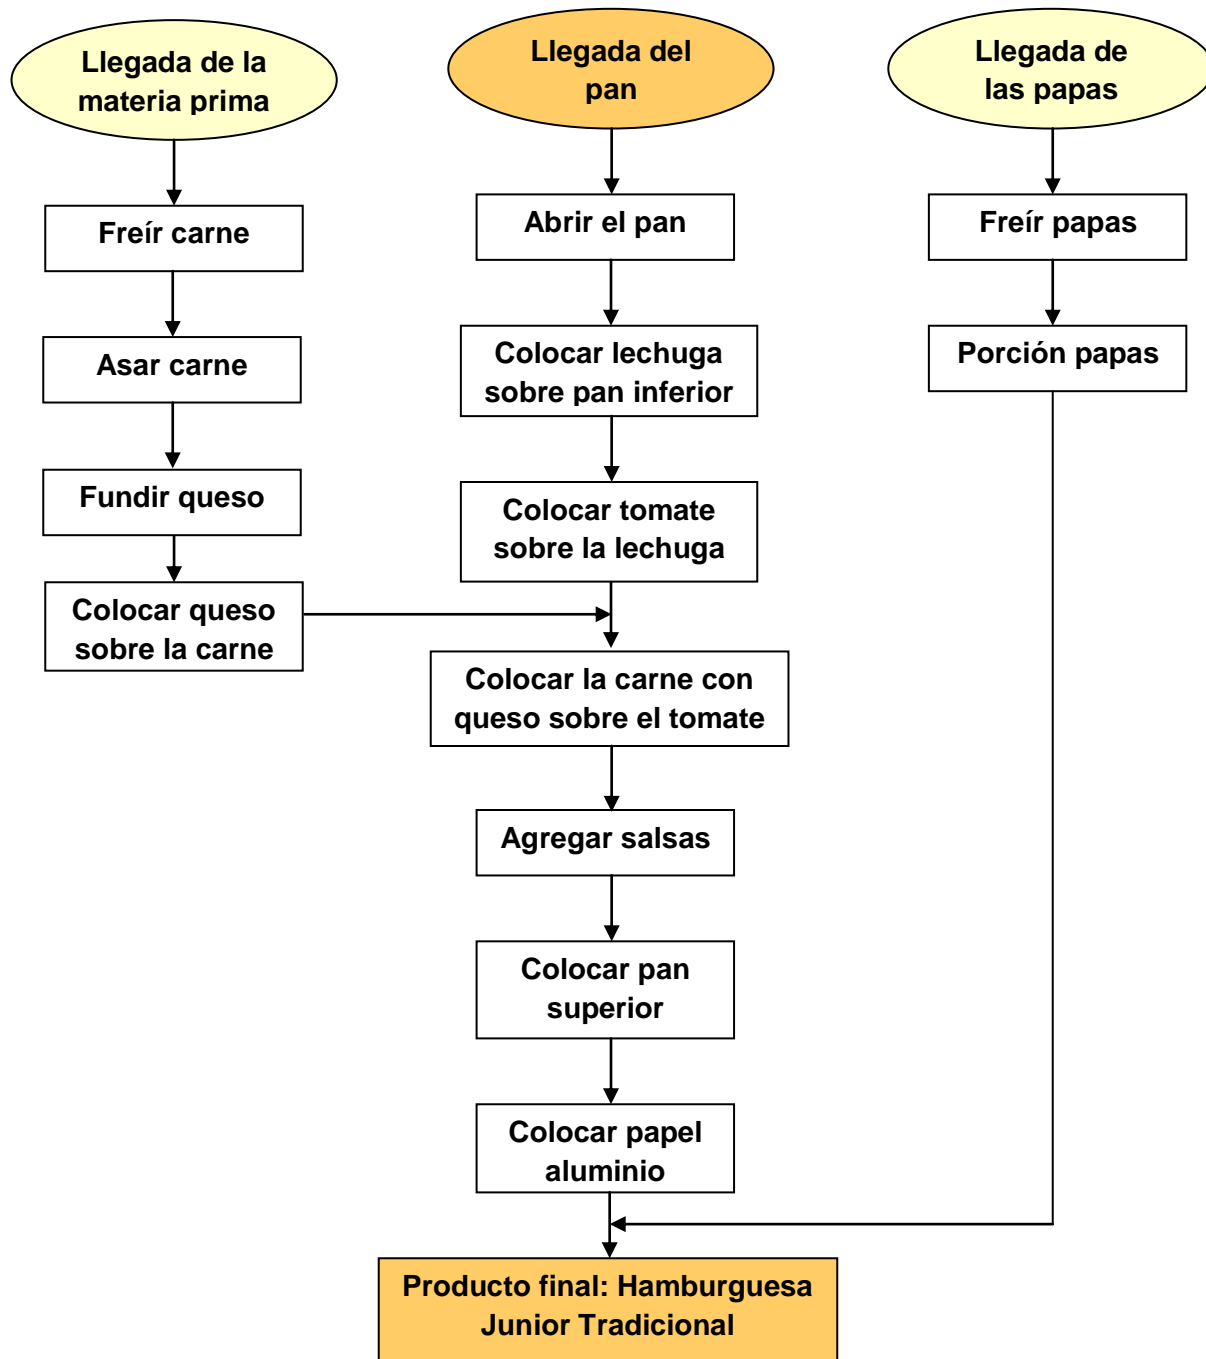 Llegada de la
materia prima
Llegada del
pan
Llegada de
las papas
Freír carne
Abrir el pan
Freír papas
Asar carne
Colocar lechuga
sobre pan inferior
Porción papas
Fundir queso
Colocar tomate
sobre la lechuga
Colocar queso
sobre la carne
Colocar la carne con
queso sobre el tomate
Agregar salsas
Colocar pan
superior
Colocar papel
aluminio
Producto final: Hamburguesa
Junior Tradicional